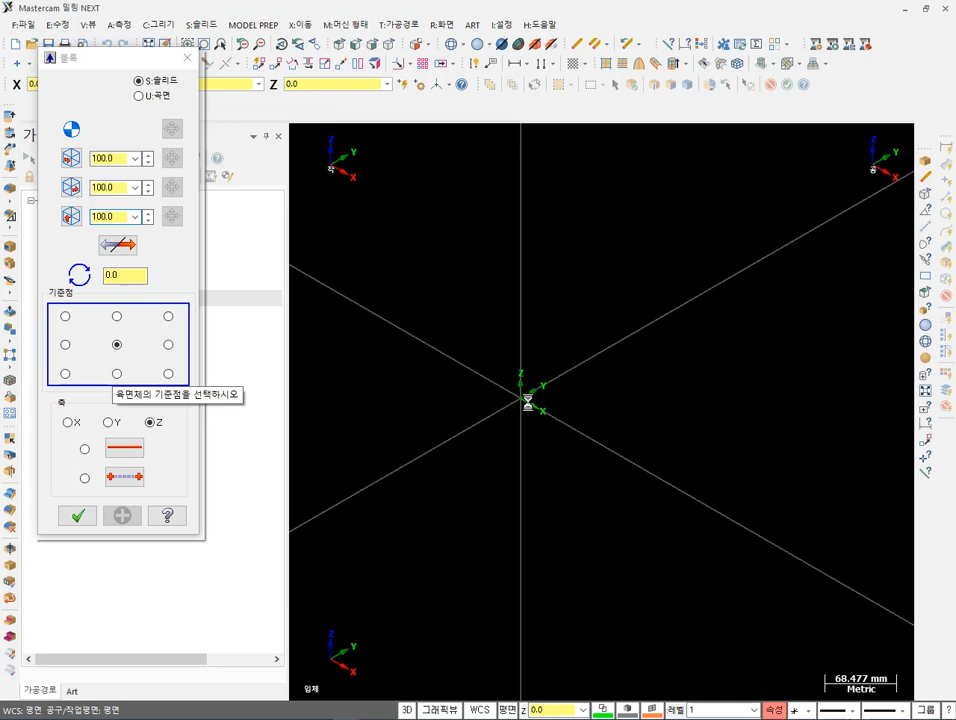 Mastercam 밀링 NEXT
F:파일 E:수정 V:뷰 A:측정 C:그리기 S:솔리드 MODEL PREP X:이동 M:머신 형태 T:가공경로 R:화면 ART I:설정 H:도움말
X 0.0 Z 0.0
블록
S:솔리드
U:곡면
100.0
100.0
100.0
0.0
기준점
육면체의 기준점을 선택하시오
축
X Y Z
Z Y X
Z Y X
Z Y X
Z Y X
입체
68.477 mm
Metric
가공경로 Art
WCS: 평면 공구/작업평면: 평면 3D 그래픽뷰 WCS 평면 Z 0.0 레벨 1 속성 그룹